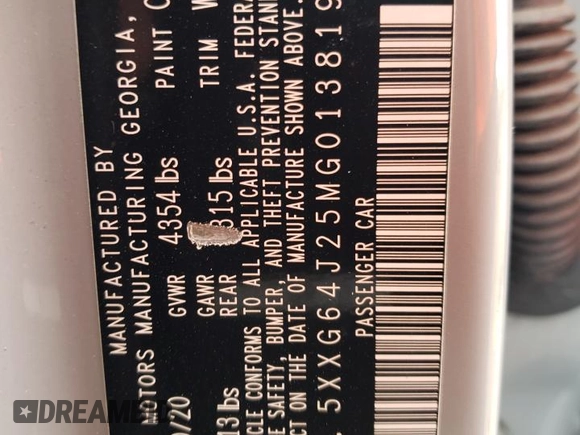 MANUFACTURED BY
MOTORS MANUFACTURING GEORGIA,
/20 GVWR 4354 lbs PAINT C
13 lbs GAWR REAR 315 lbs TRIM W
CLE CONFORMS TO ALL APPLICABLE U.S.A. FEDER
E SAFETY, BUMPER, AND THEFT PREVENTION STAN
CT ON THE DATE OF MANUFACTURE SHOWN ABOVE.
5XXG64J25MG013819
PASSENGER CAR
DREAMBID